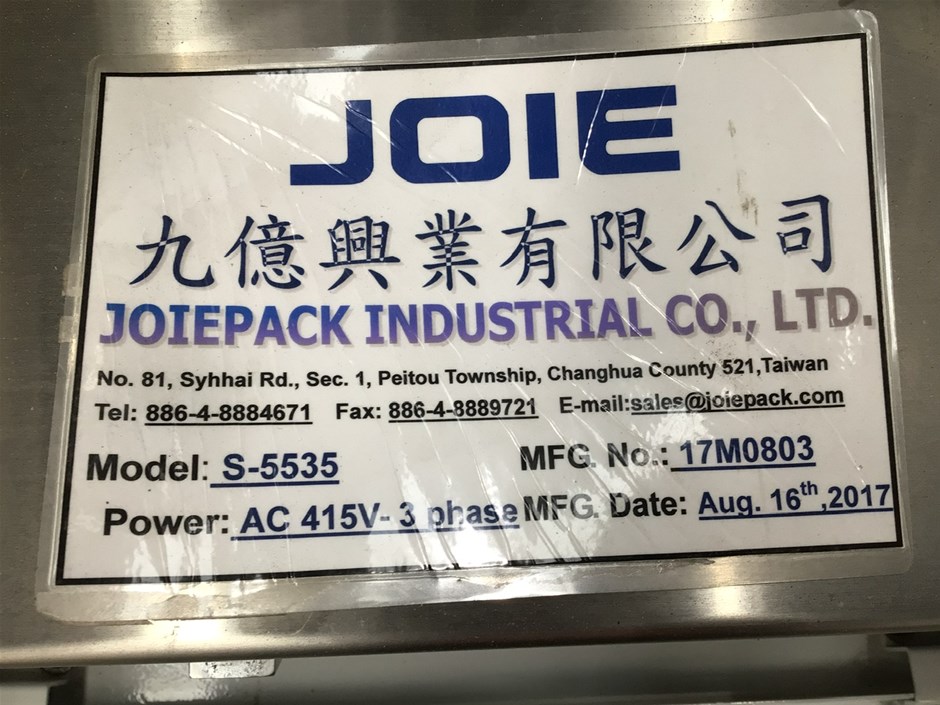 JOIE
九億興業有限公司
JOIEPACK INDUSTRIAL CO., LTD.
No. 81, Syhhai Rd., Sec. 1, Peitou Township, Changhua County 521,Taiwan
Tel: 886-4-8884671 Fax: 886-4-8889721 E-mail:sales@joiepack.com
Model: S-5535 MFG. No.: 17M0803
Power: AC 415V- 3 phase MFG. Date: Aug. 16th,2017